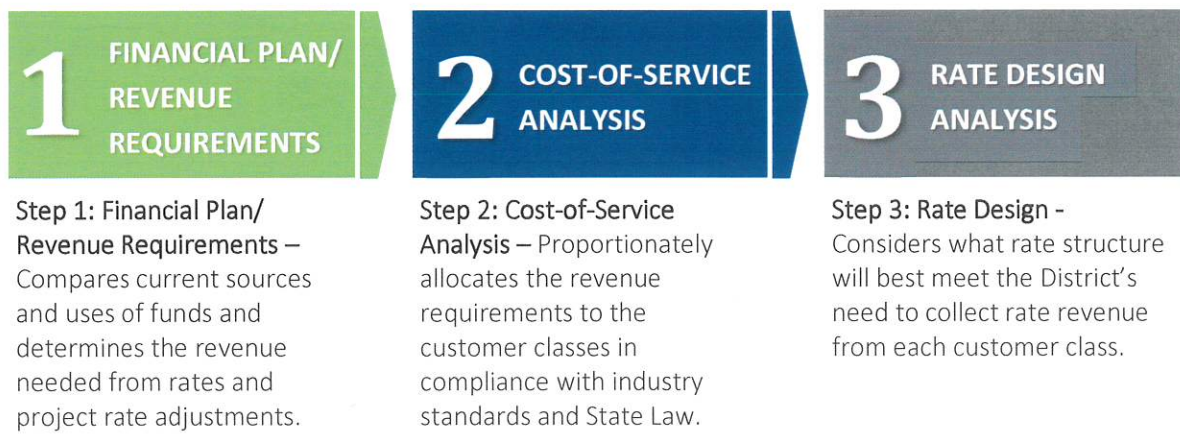 1
FINANCIAL PLAN/
REVENUE
REQUIREMENTS
2
COST-OF-SERVICE
ANALYSIS
3
RATE DESIGN
ANALYSIS
Step 1: Financial Plan/
Revenue Requirements –
Compares current sources
and uses of funds and
determines the revenue
needed from rates and
project rate adjustments.
Step 2: Cost-of-Service
Analysis – Proportionately
allocates the revenue
requirements to the
customer classes in
compliance with industry
standards and State Law.
Step 3: Rate Design -
Considers what rate structure
will best meet the District’s
need to collect rate revenue
from each customer class.